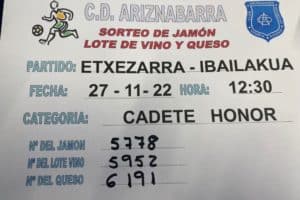 C.D. ARIZNABARRA
SORTEO DE JAMÓN
LOTE DE VINO Y QUESO
PARTIDO: ETXEZARRA - IBAILAKUA
FECHA: 27-11-22 HORA: 12:30
CATEGORIA: CADETE HONOR
Nº DEL JAMON 5778
Nº DEL LOTE VINO 5952
Nº DEL QUESO 6191